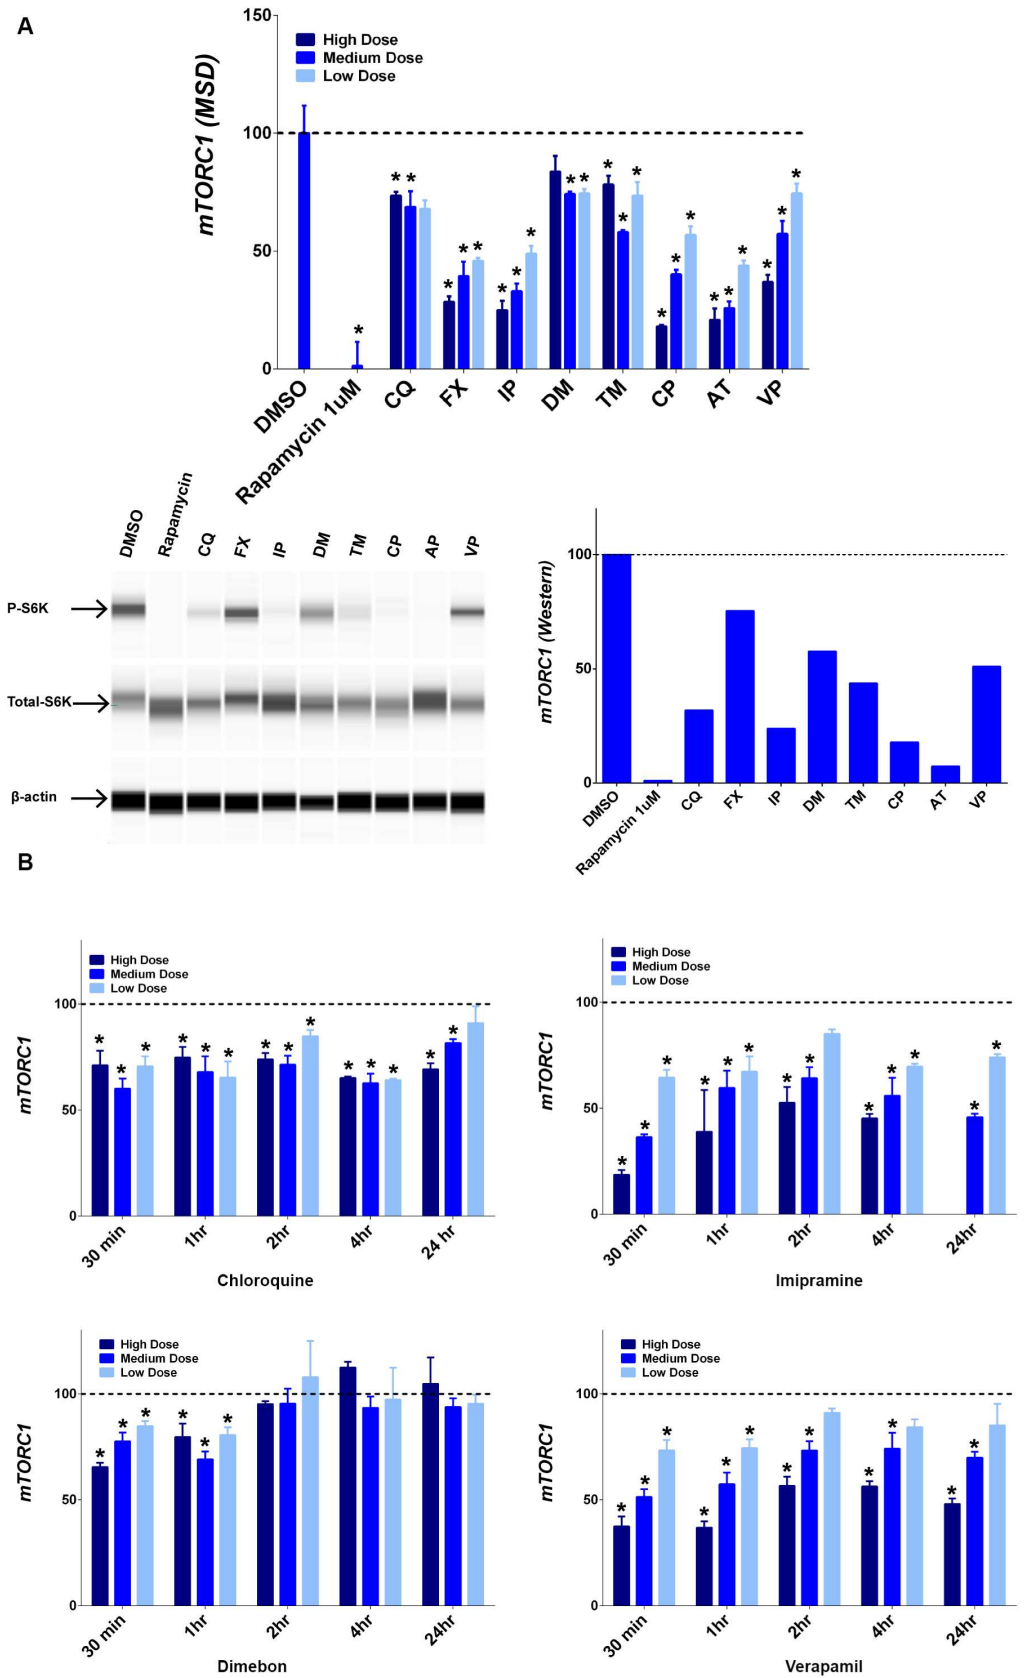 A
150
High Dose
Medium Dose
Low Dose
mTORC1 (MSD)
100
* * * * * * * * * * * * * * * * * * * * * *
50
0
DMSO
Rapamycin 1uM
CQ
FX
IP
DM
TM
CP
AT
VP
DMSO
Rapamycin
CQ
FX
IP
DM
TM
CP
AP
VP
P-S6K
Total-S6K
β-actin
mTORC1 (Western)
100
50
0
DMSO
Rapamycin 1uM
CQ
FX
IP
DM
TM
CP
AT
VP
B
High Dose
Medium Dose
Low Dose
mTORC1
100
* * * * * * * * * * * * * *
50
0
30 min
1hr
2hr
4hr
24 hr
Chloroquine
High Dose
Medium Dose
Low Dose
mTORC1
100
* * * * * * * * * * * * *
50
0
30 min
1hr
2hr
4hr
24hr
Imipramine
High Dose
Medium Dose
Low Dose
mTORC1
100
* * * * * *
50
0
30 min
1hr
2hr
4hr
24hr
Dimebon
High Dose
Medium Dose
Low Dose
mTORC1
100
* * * * * * * * * * * *
50
0
30 min
1hr
2hr
4hr
24hr
Verapamil